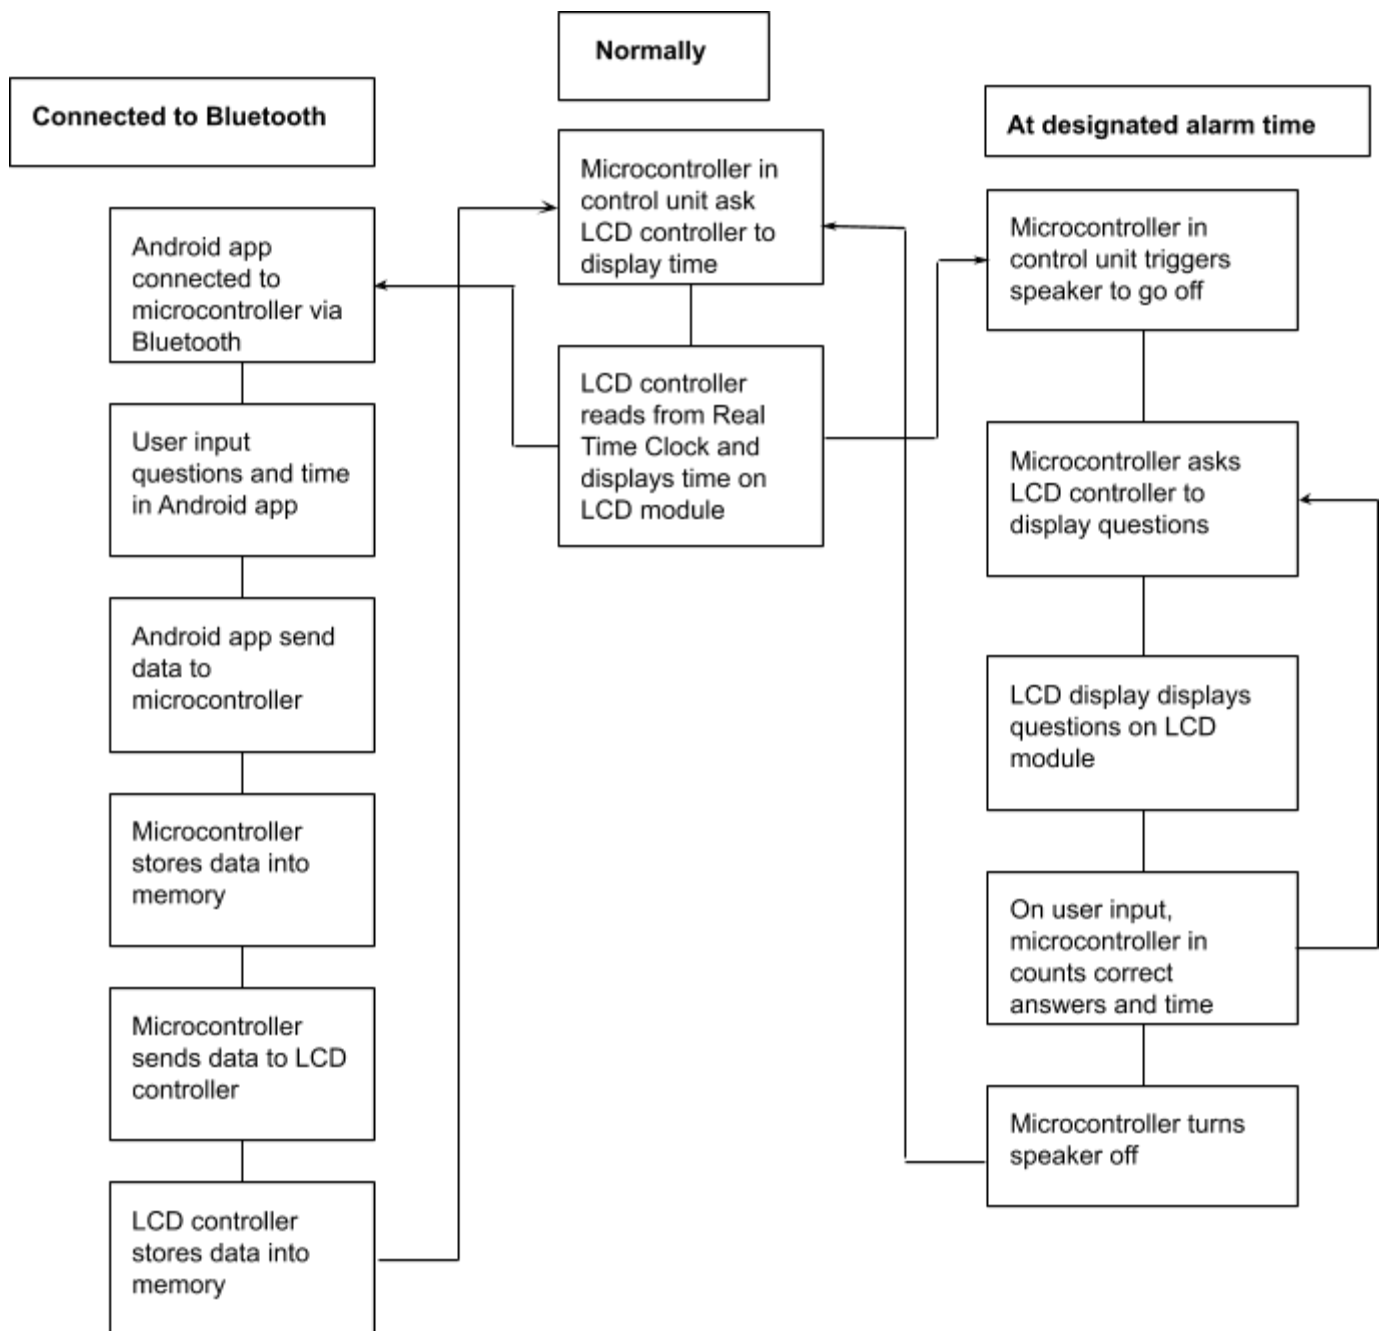 Normally
Connected to Bluetooth
At designated alarm time
Android app
connected to
microcontroller via
Bluetooth
User input
questions and time
in Android app
Android app send
data to
microcontroller
Microcontroller
stores data into
memory
Microcontroller
sends data to LCD
controller
LCD controller
stores data into
memory
Microcontroller in
control unit ask
LCD controller to
display time
LCD controller
reads from Real
Time Clock and
displays time on
LCD module
Microcontroller in
control unit triggers
speaker to go off
Microcontroller asks
LCD controller to
display questions
LCD display displays
questions on LCD
module
On user input,
microcontroller in
counts correct
answers and time
Microcontroller turns
speaker off